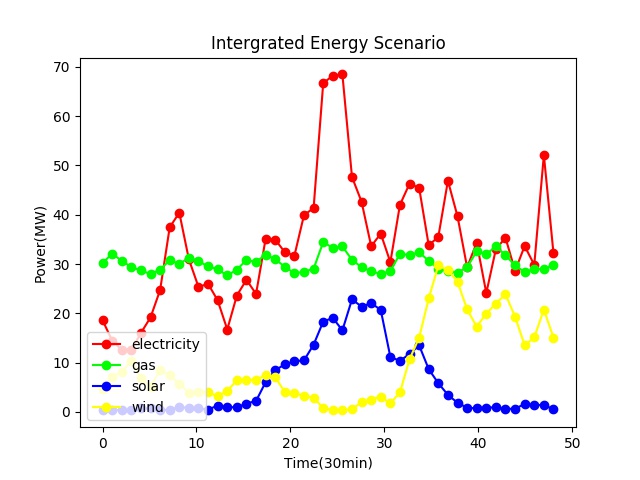 Intergrated Energy Scenario
Power(MW)
70
60
50
40
30
20
10
0
electricity
gas
solar
wind
0 10 20 30 40 50
Time(30min)